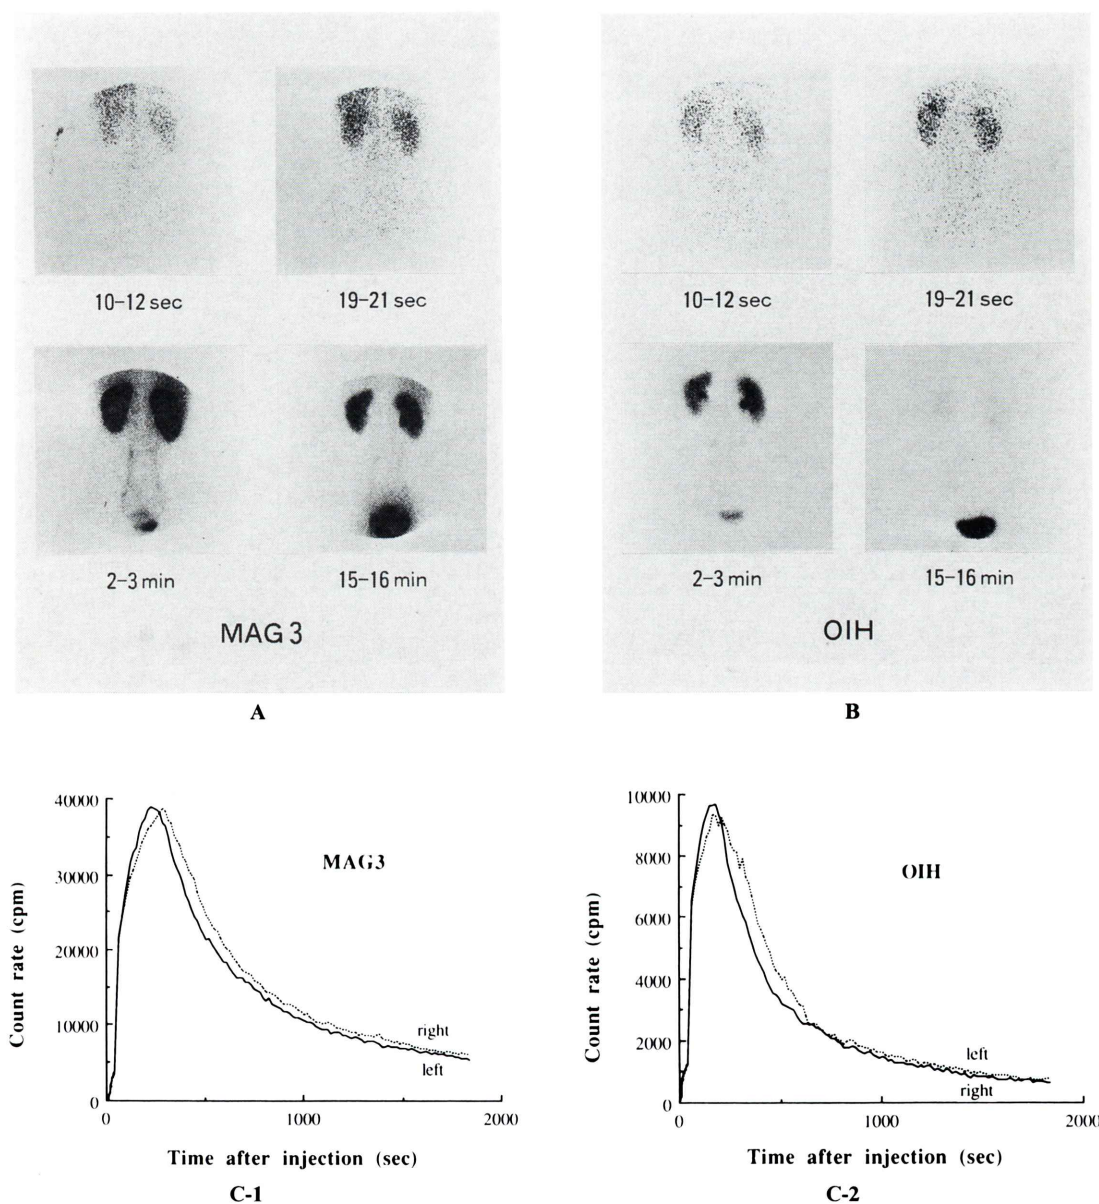 10-12 sec
19-21 sec
2-3 min
15-16 min
MAG 3
A
10-12 sec
19-21 sec
2-3 min
15-16 min
OIH
B
40000
30000
20000
10000
0
0
1000
2000
Count rate (cpm)
MAG3
right
left
Time after injection (sec)
C-1
10000
8000
6000
4000
2000
0
0
1000
2000
Count rate (cpm)
OIH
left
right
Time after injection (sec)
C-2